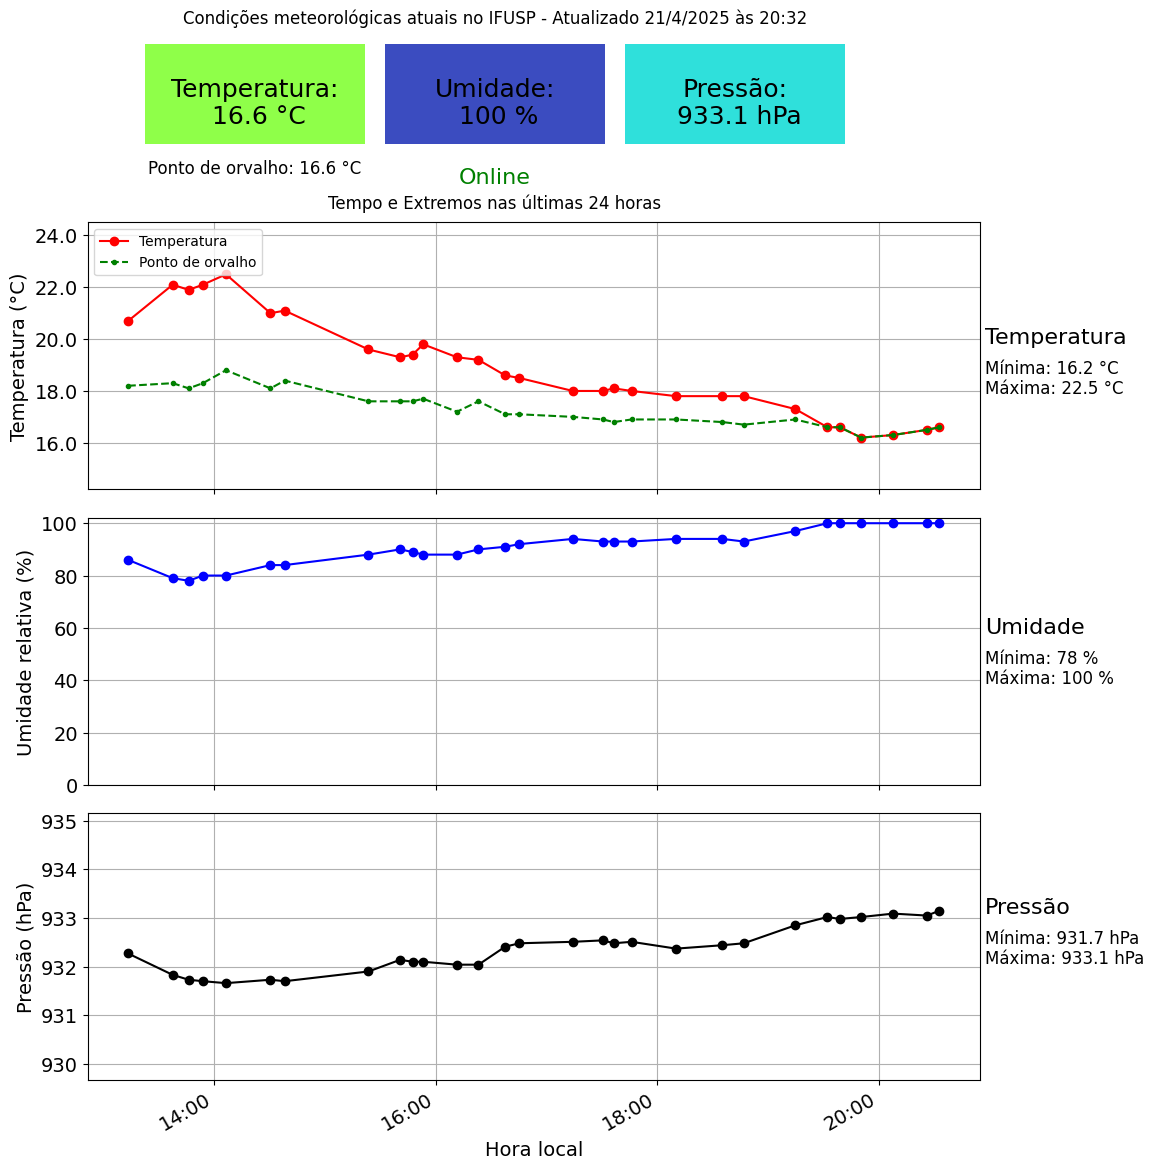 Condições meteorológicas atuais no IFUSP - Atualizado 21/4/2025 às 20:32
Temperatura:
16.6 °C
Umidade:
100 %
Pressão:
933.1 hPa
Ponto de orvalho: 16.6 °C
Online
Tempo e Extremos nas últimas 24 horas
Temperatura
Ponto de orvalho
Temperatura (°C)
24.0
22.0
20.0
18.0
16.0
Temperatura
Mínima: 16.2 °C
Máxima: 22.5 °C
Umidade relativa (%)
100
80
60
40
20
0
Umidade
Mínima: 78 %
Máxima: 100 %
Pressão (hPa)
935
934
933
932
931
930
Pressão
Mínima: 931.7 hPa
Máxima: 933.1 hPa
14:00
16:00
18:00
20:00
Hora local